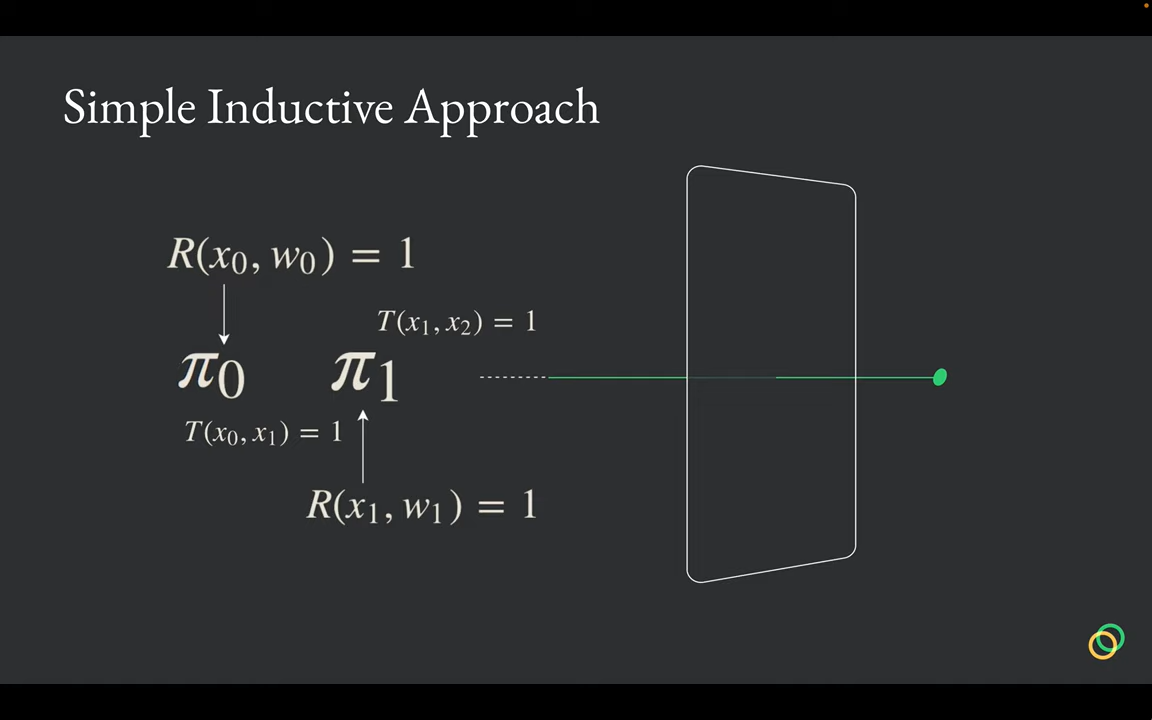 Simple Inductive Approach
R(x₀, w₀) = 1
T(x₁, x₂) = 1
π₀ π₁
T(x₀, x₁) = 1
R(x₁, w₁) = 1